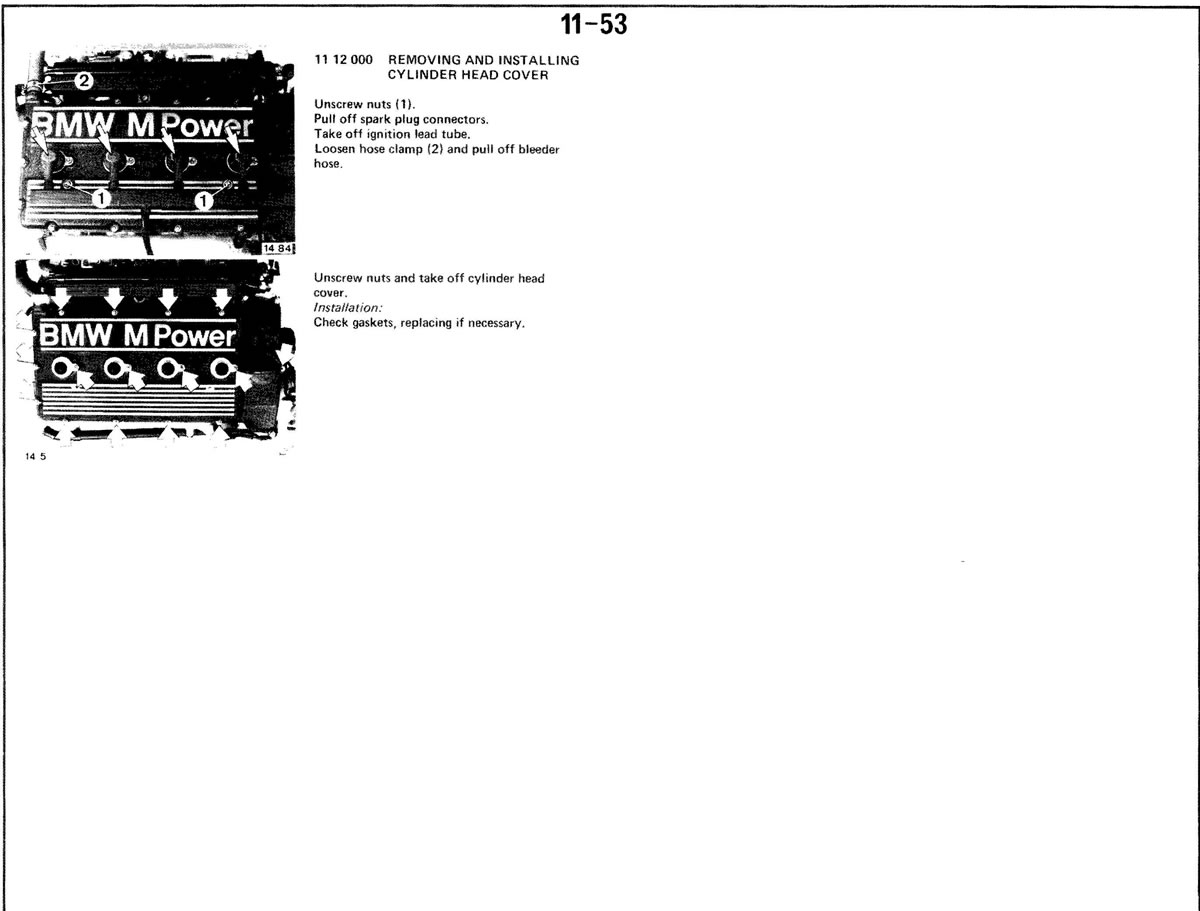 11-53
11 12 000 REMOVING AND INSTALLING
CYLINDER HEAD COVER
Unscrew nuts (1).
Pull off spark plug connectors.
Take off ignition lead tube.
Loosen hose clamp (2) and pull off bleeder
hose.
2
BMW M Power
1
1
14 84
Unscrew nuts and take off cylinder head
cover.
Installation:
Check gaskets, replacing if necessary.
BMW M Power
14 5